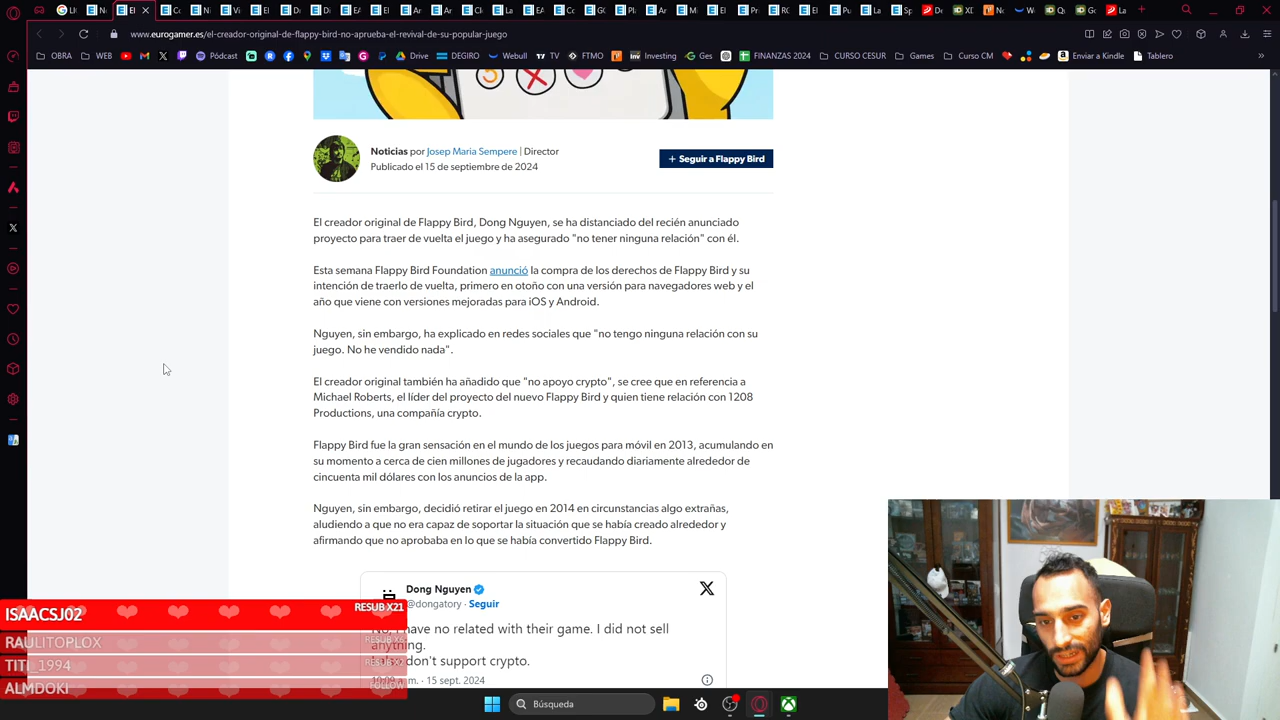 www.eurogamer.es/el-creador-original-de-flappy-bird-no-aprueba-el-revival-de-su-popular-juego
OBRA WEB Pódcast Drive DEGIRO Webull TV FTMO Investing Ges FINANZAS 2024 CURSO CESUR Games Curso CM Enviar a Kindle Tablero
Noticias por Josep Maria Sempere | Director
Publicado el 15 de septiembre de 2024
+ Seguir a Flappy Bird
El creador original de Flappy Bird, Dong Nguyen, se ha distanciado del recién anunciado
proyecto para traer de vuelta el juego y ha asegurado "no tener ninguna relación" con él.
Esta semana Flappy Bird Foundation anunció la compra de los derechos de Flappy Bird y su
intención de traerlo de vuelta, primero en otoño con una versión para navegadores web y el
año que viene con versiones mejoradas para iOS y Android.
Nguyen, sin embargo, ha explicado en redes sociales que "no tengo ninguna relación con su
juego. No he vendido nada".
El creador original también ha añadido que "no apoyo crypto", se cree que en referencia a
Michael Roberts, el líder del proyecto del nuevo Flappy Bird y quien tiene relación con 1208
Productions, una compañía crypto.
Flappy Bird fue la gran sensación en el mundo de los juegos para móvil en 2013, acumulando en
su momento a cerca de cien millones de jugadores y recaudando diariamente alrededor de
cincuenta mil dólares con los anuncios de la app.
Nguyen, sin embargo, decidió retirar el juego en 2014 en circunstancias algo extrañas,
aludiendo a que no era capaz de soportar la situación que se había creado alrededor y
afirmando que no aprobaba en lo que se había convertido Flappy Bird.
Dong Nguyen
@dongatory · Seguir
No, I have no related with their game. I did not sell
anything.
don't support crypto.
a. m. · 15 sept. 2024
ISAACSJ02 RESUB X21
RAULITOPLOX RESUB X6
TITI_1994 RESUB X2
ALMDOKI FOLLOW
Búsqueda